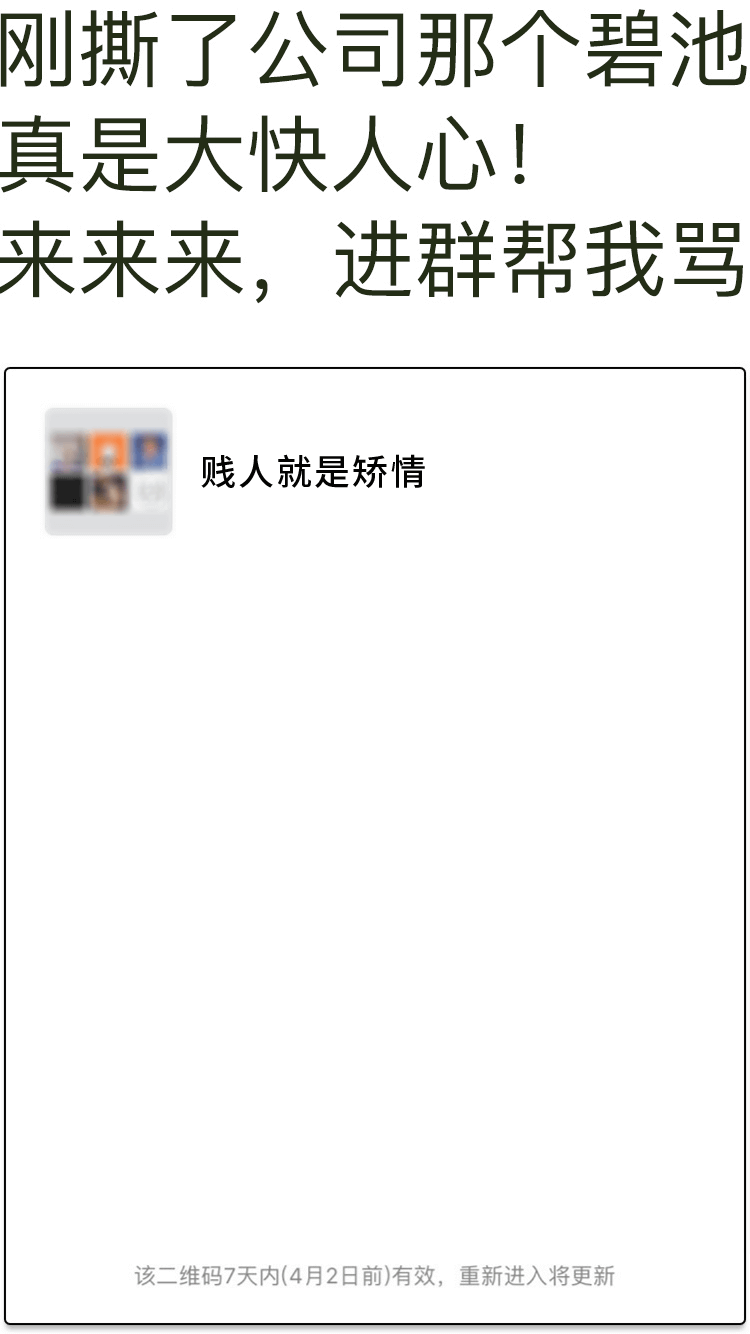 刚撕了公司那个碧池
真是大快人心！
来来来，进群帮我骂
贱人就是矫情
该二维码7天内(4月2日前)有效，重新进入将更新